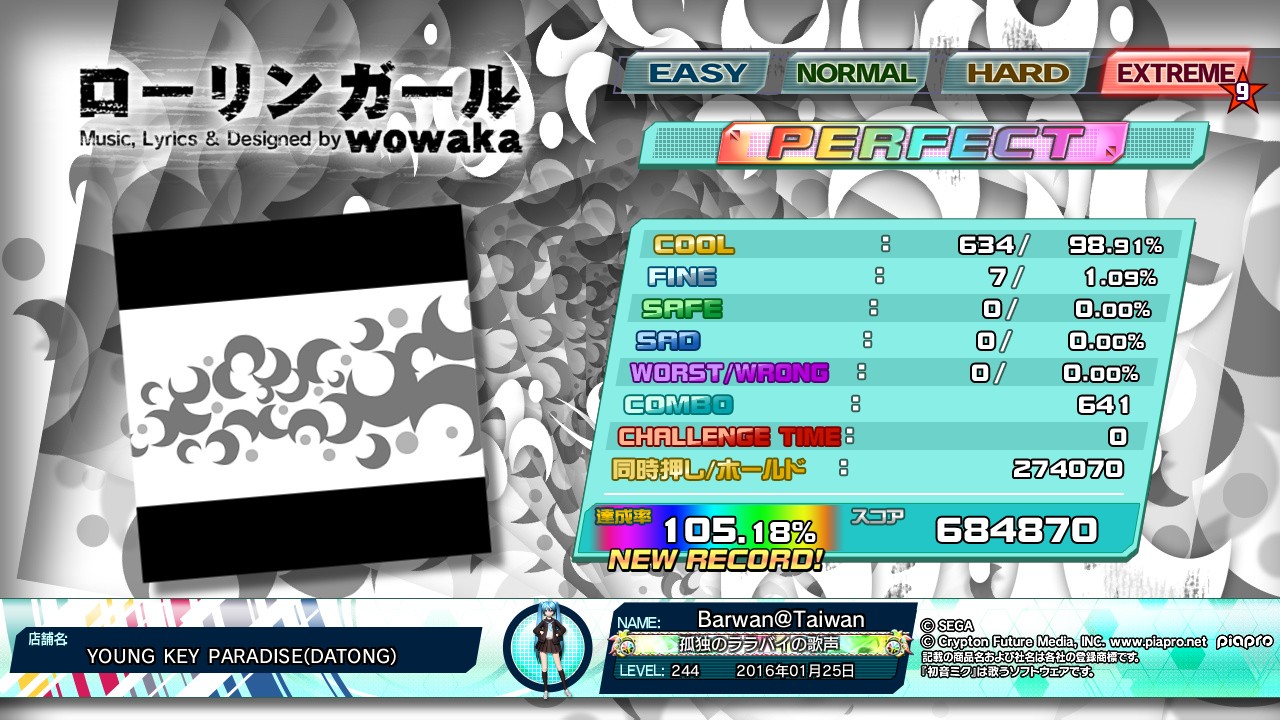 ローリンガール
Music, Lyrics & Designed by wowaka
EASY NORMAL HARD EXTREME 9
PERFECT
COOL : 634/ 98.91%
FINE : 7/ 1.09%
SAFE : 0/ 0.00%
SAD : 0/ 0.00%
WORST/WRONG : 0/ 0.00%
COMBO : 641
CHALLENGE TIME : 0
同時押し/ホールド : 274070
達成率 105.18% スコア 684870
NEW RECORD!
店舗名
YOUNG KEY PARADISE(DATONG)
NAME: Barwan@Taiwan
孤独のララバイの歌声
LEVEL: 244 2016年01月25日
© SEGA
© Crypton Future Media, INC. www.piapro.net piapro
記載の商品名および社名は各社の登録商標です。
『初音ミク』は歌うソフトウェアです。